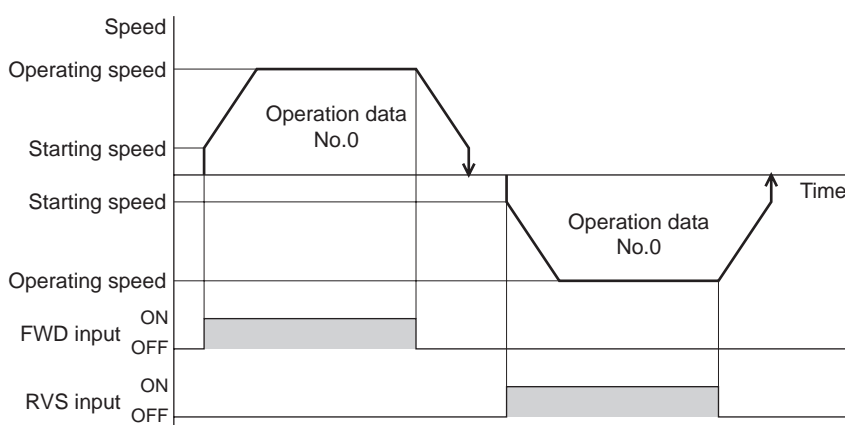 Speed
Operating speed
Operation data
No.0
Starting speed
Time
Starting speed
Operation data
No.0
Operating speed
ON
FWD input
OFF
ON
RVS input
OFF